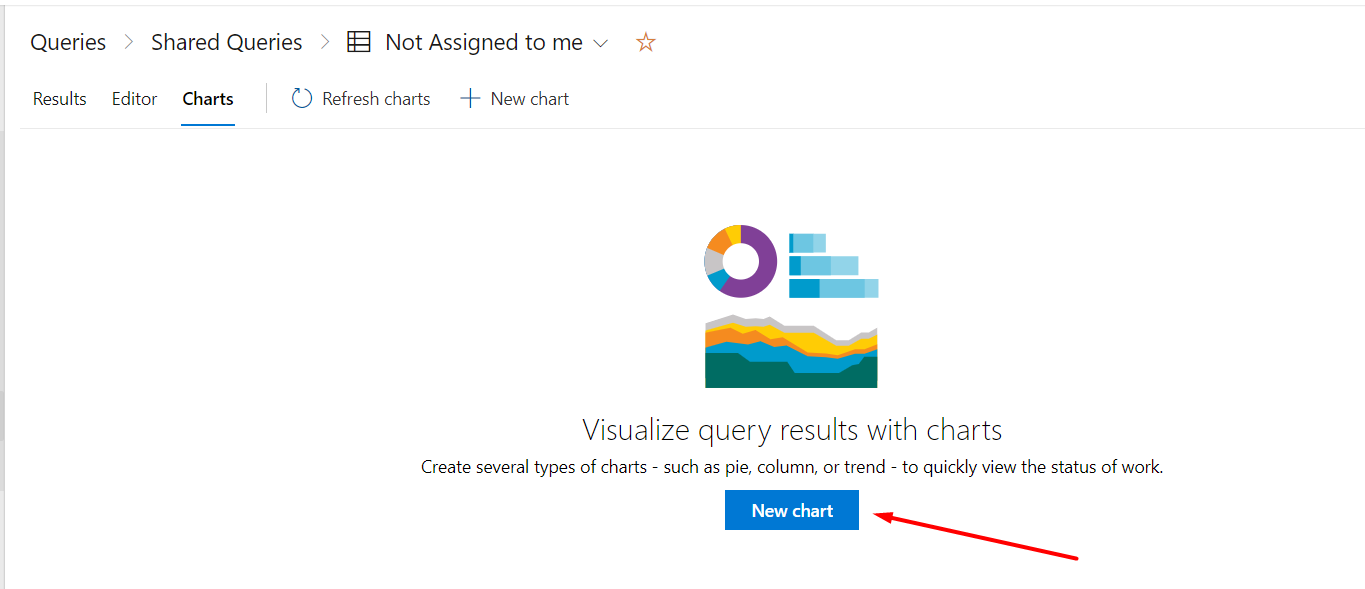 Queries > Shared Queries > Not Assigned to me
Results Editor Charts Refresh charts + New chart
Visualize query results with charts
Create several types of charts - such as pie, column, or trend - to quickly view the status of work.
New chart